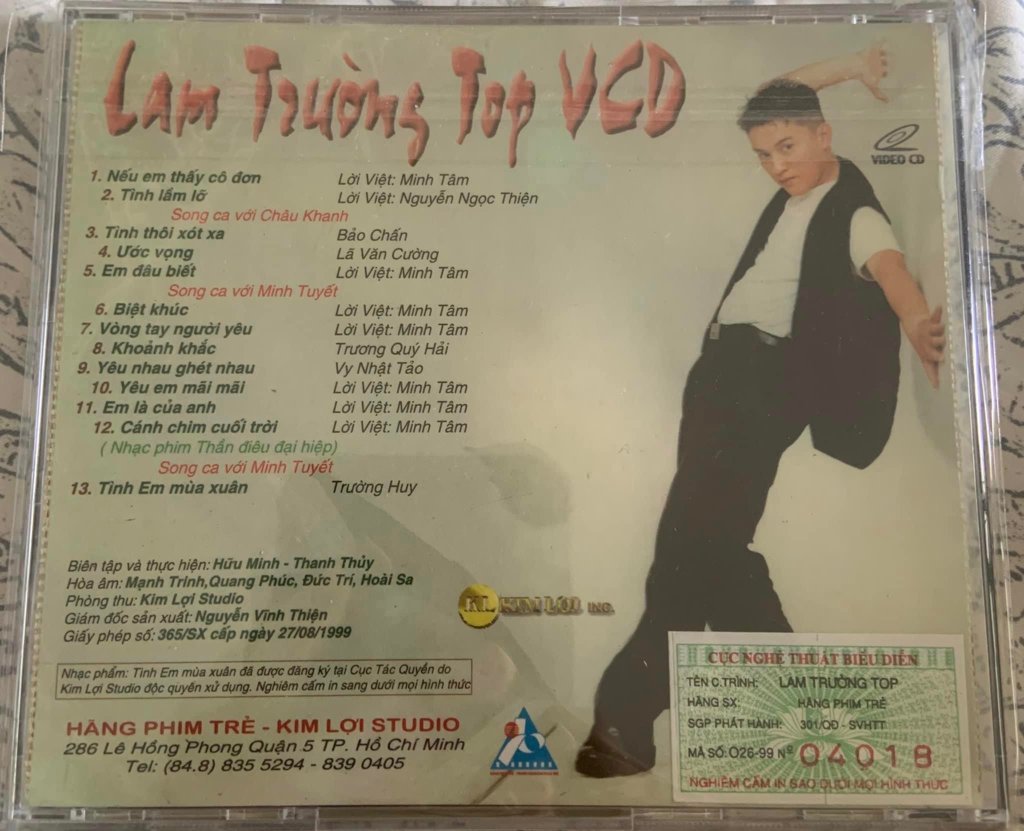 Lam Trường Top VCD
VIDEO CD
1. Nếu em thấy cô đơn Lời Việt: Minh Tâm
2. Tình lầm lỡ Lời Việt: Nguyễn Ngọc Thiện
Song ca với Châu Khanh
3. Tình thôi xót xa Bảo Chấn
4. Ước vọng Lã Văn Cường
5. Em đâu biết Lời Việt: Minh Tâm
Song ca với Minh Tuyết
6. Biệt khúc Lời Việt: Minh Tâm
7. Vòng tay người yêu Lời Việt: Minh Tâm
8. Khoảnh khắc Trương Quý Hải
9. Yêu nhau ghét nhau Vy Nhật Tảo
10. Yêu em mãi mãi Lời Việt: Minh Tâm
11. Em là của anh Lời Việt: Minh Tâm
12. Cánh chim cuối trời Lời Việt: Minh Tâm
( Nhạc phim Thần điêu đại hiệp)
Song ca với Minh Tuyết
13. Tình Em mùa xuân Trường Huy
Biên tập và thực hiện: Hữu Minh - Thanh Thủy
Hòa âm: Mạnh Trinh,Quang Phúc, Đức Trí, Hoài Sa
Phòng thu: Kim Lợi Studio
Giám đốc sản xuất: Nguyễn Vĩnh Thiện
Giấy phép số: 365/SX cấp ngày 27/08/1999
KL KIM LỢI INC.
Nhạc phẩm: Tình Em mùa xuân đã được đăng ký tại Cục Tác Quyền do
Kim Lợi Studio độc quyền xử dụng. Nghiêm cấm in sang dưới mọi hình thức
HÃNG PHIM TRẺ - KIM LỢI STUDIO
286 Lê Hồng Phong Quận 5 TP. Hồ Chí Minh
Tel: (84.8) 835 5294 - 839 0405
CỤC NGHỆ THUẬT BIỂU DIỄN
TÊN C.TRÌNH: LAM TRƯỜNG TOP
HÃNG SX: HÃNG PHIM TRẺ
SGP PHÁT HÀNH: 301/QĐ - SVHTT
MÃ SỐ: O26-99 Nº 04018
NGHIÊM CẤM IN SAO DƯỚI MỌI HÌNH THỨC